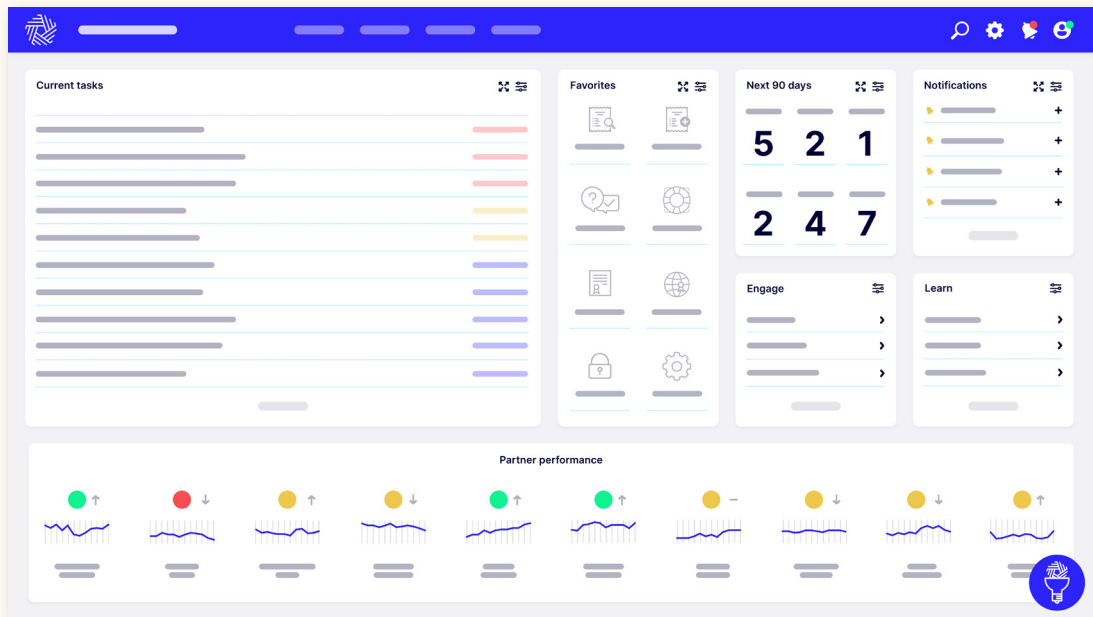 Current tasks
Favorites
Next 90 days
5 2 1
2 4 7
Notifications
Engage
Learn
Partner performance